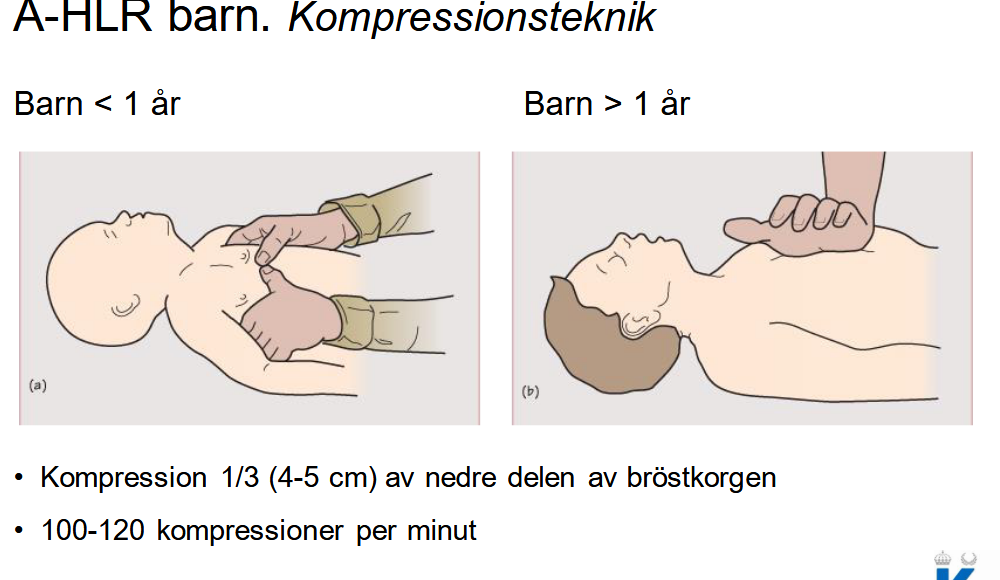 A-HLR barn. Kompressionsteknik
Barn < 1 år
Barn > 1 år
(a)
(b)
• Kompression 1/3 (4-5 cm) av nedre delen av bröstkorgen
• 100-120 kompressioner per minut